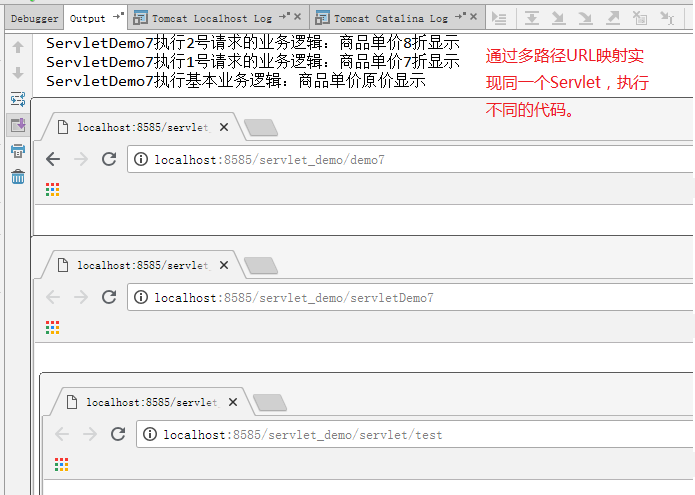 Debugger Output Tomcat Localhost Log Tomcat Catalina Log
ServletDemo7执行2号请求的业务逻辑：商品单价8折显示
ServletDemo7执行1号请求的业务逻辑：商品单价7折显示
ServletDemo7执行基本业务逻辑：商品单价原价显示
通过多路径URL映射实
现同一个Servlet，执行
不同的代码。
localhost:8585/servlet
localhost:8585/servlet_demo/demo7
localhost:8585/servlet
localhost:8585/servlet_demo/servletDemo7
localhost:8585/servlet
localhost:8585/servlet_demo/servlet/test